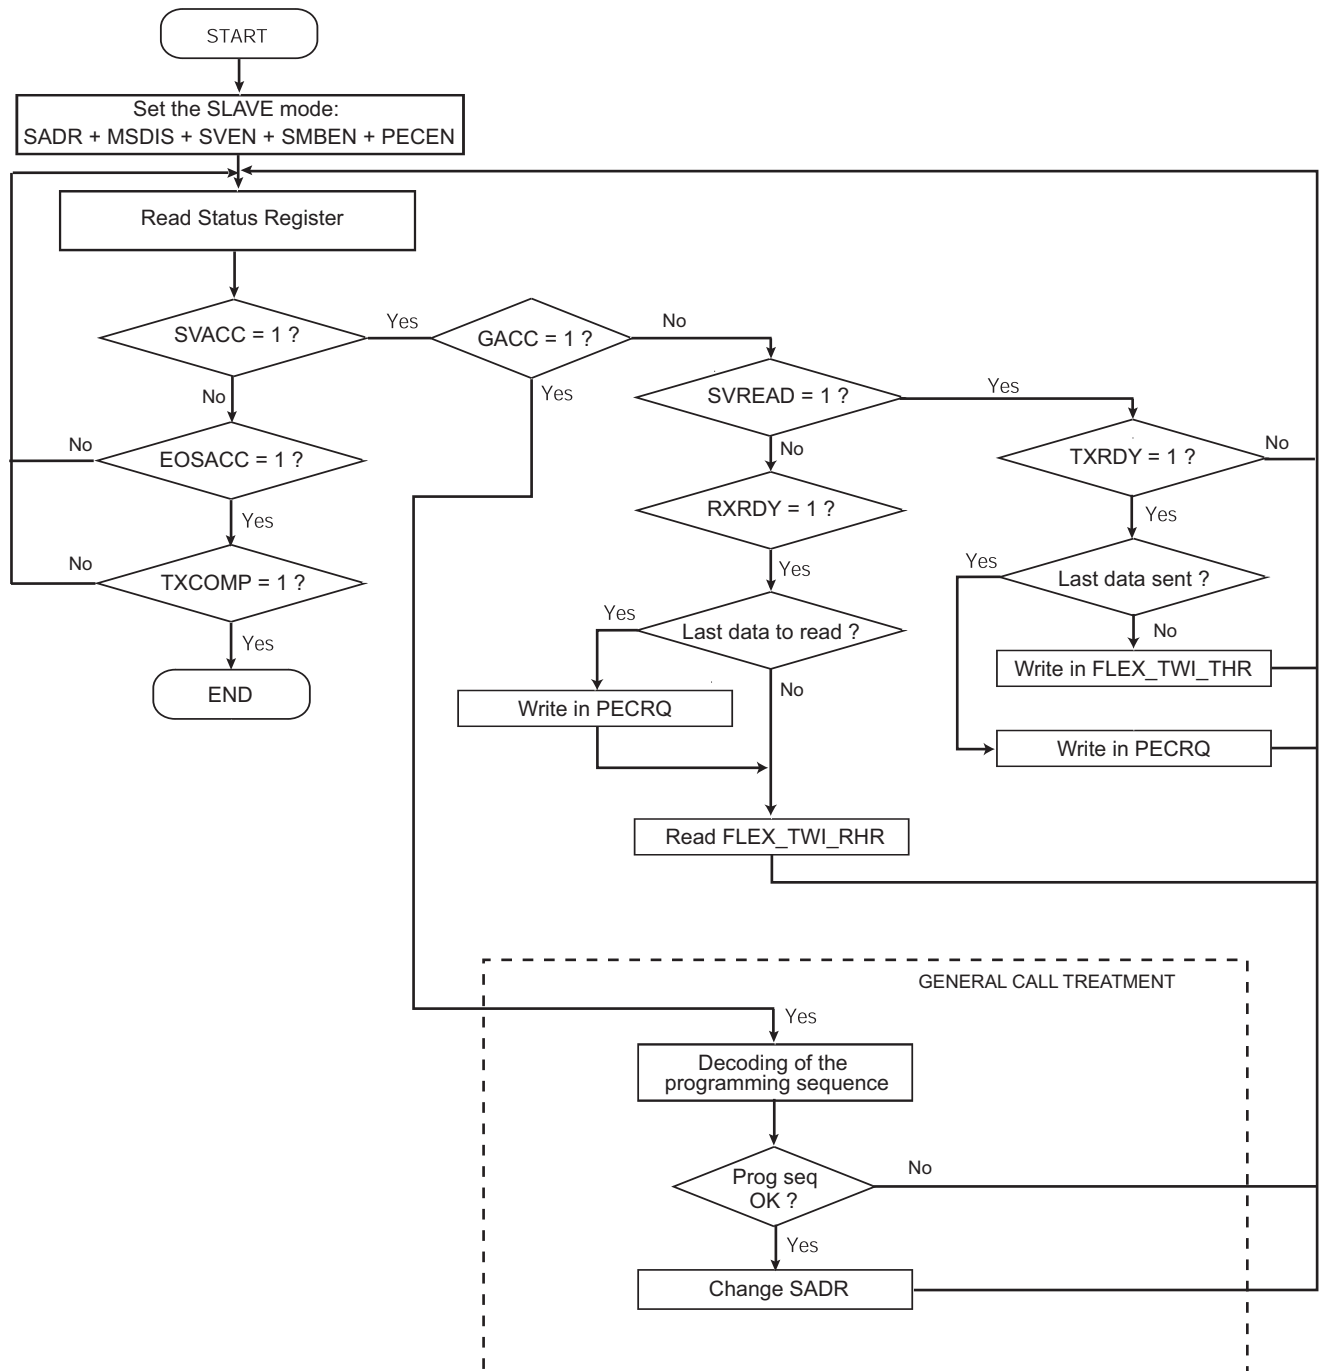 START
Set the SLAVE mode:
SADR + MSDIS + SVEN + SMBEN + PECEN
Read Status Register
SVACC = 1 ?
Yes
GACC = 1 ?
No
SVREAD = 1 ?
Yes
No
Yes
No
EOSACC = 1 ?
No
TXRDY = 1 ?
No
RXRDY = 1 ?
Yes
Yes
No
TXCOMP = 1 ?
Yes
Yes
Last data sent ?
Yes
Last data to read ?
No
Yes
END
No
Write in FLEX_TWI_THR
Write in PECRQ
Write in PECRQ
Read FLEX_TWI_RHR
GENERAL CALL TREATMENT
Yes
Decoding of the
programming sequence
Prog seq
OK ?
No
Yes
Change SADR